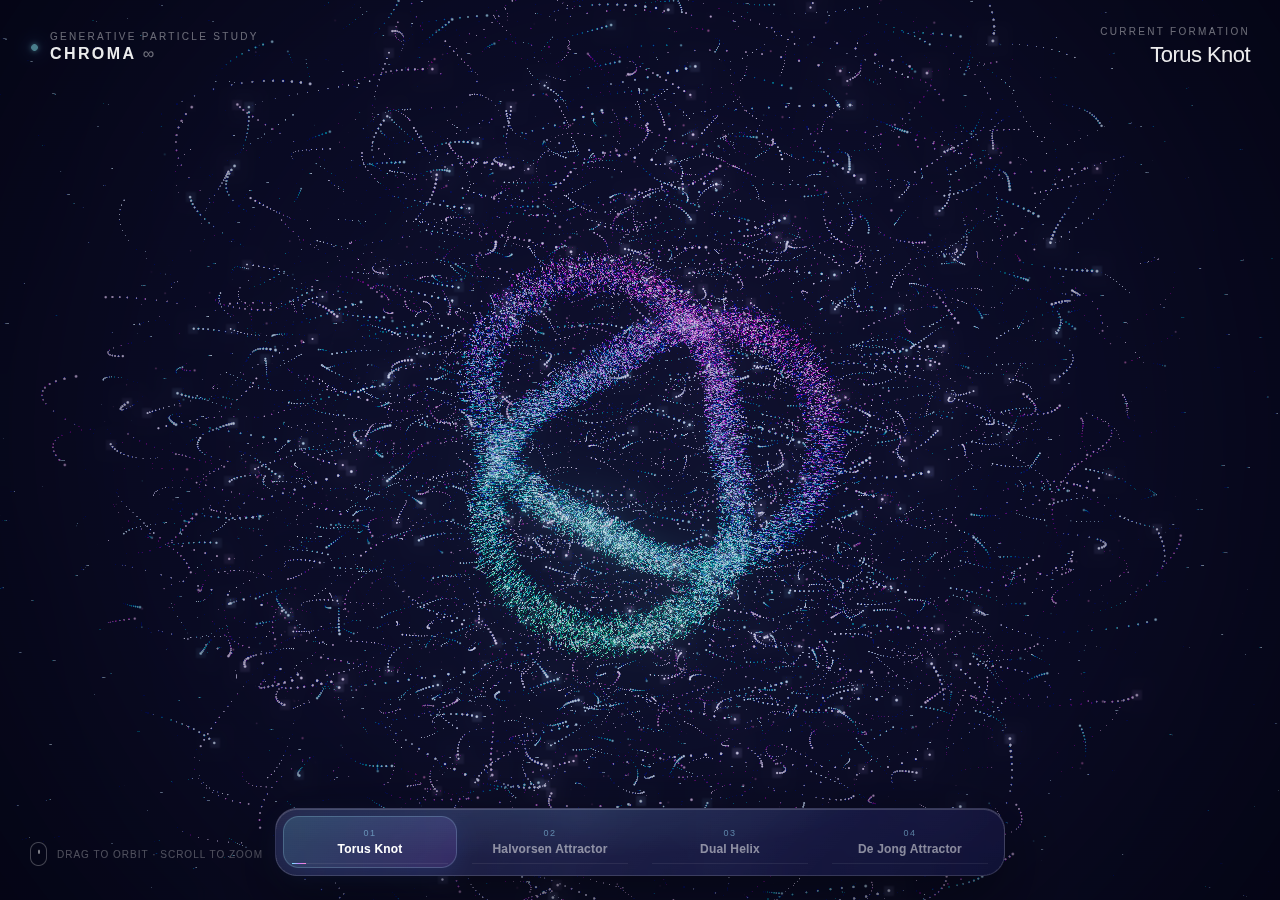 GENERATIVE PARTICLE STUDY
CHROMA ∞
CURRENT FORMATION
Torus Knot
DRAG TO ORBIT · SCROLL TO ZOOM
01
Torus Knot
02
Halvorsen Attractor
03
Dual Helix
04
De Jong Attractor